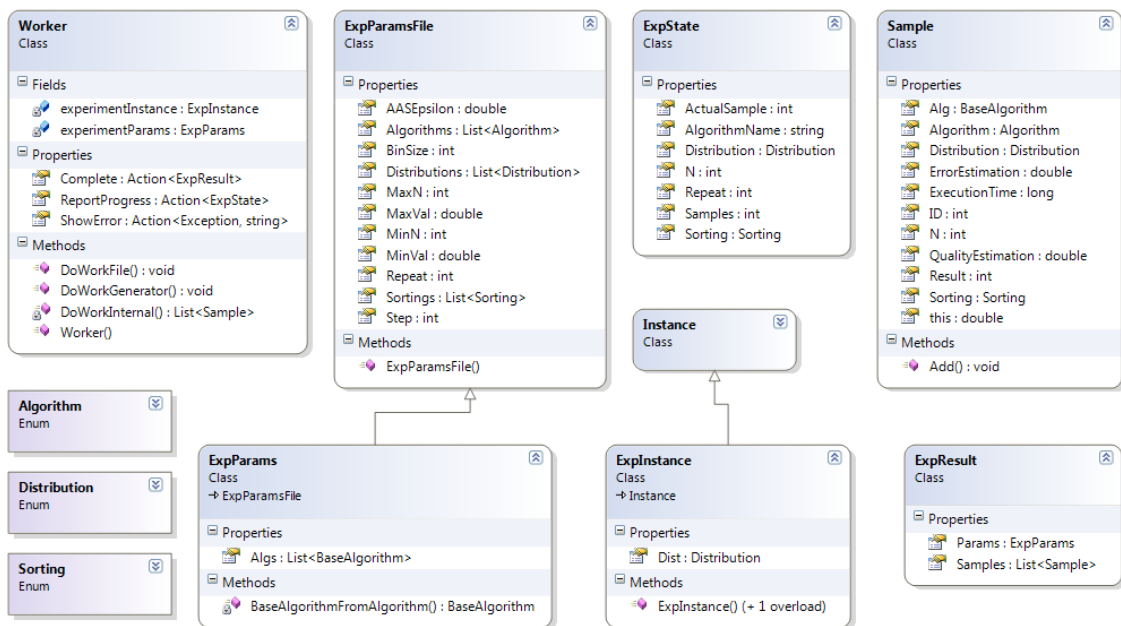 Worker
Class
Fields
experimentInstance : ExpInstance
experimentParams : ExpParams
Properties
Complete : Action<ExpResult>
ReportProgress : Action<ExpState>
ShowError : Action<Exception, string>
Methods
DoWorkFile() : void
DoWorkGenerator() : void
DoWorkInternal() : List<Sample>
Worker()
ExpParamsFile
Class
Properties
AASEpsilon : double
Algorithms : List<Algorithm>
BinSize : int
Distributions : List<Distribution>
MaxN : int
MaxVal : double
MinN : int
MinVal : double
Repeat : int
Sortings : List<Sorting>
Step : int
Methods
ExpParamsFile()
ExpState
Class
Properties
ActualSample : int
AlgorithmName : string
Distribution : Distribution
N : int
Repeat : int
Samples : int
Sorting : Sorting
Sample
Class
Properties
Alg : BaseAlgorithm
Algorithm : Algorithm
Distribution : Distribution
ErrorEstimation : double
ExecutionTime : long
ID : int
N : int
QualityEstimation : double
Result : int
Sorting : Sorting
this : double
Methods
Add() : void
Instance
Class
Algorithm
Enum
Distribution
Enum
Sorting
Enum
ExpParams
Class
ExpParamsFile
Properties
Algs : List<BaseAlgorithm>
Methods
BaseAlgorithmFromAlgorithm() : BaseAlgorithm
ExpInstance
Class
Instance
Properties
Dist : Distribution
Methods
ExpInstance() (+ 1 overload)
ExpResult
Class
Properties
Params : ExpParams
Samples : List<Sample>